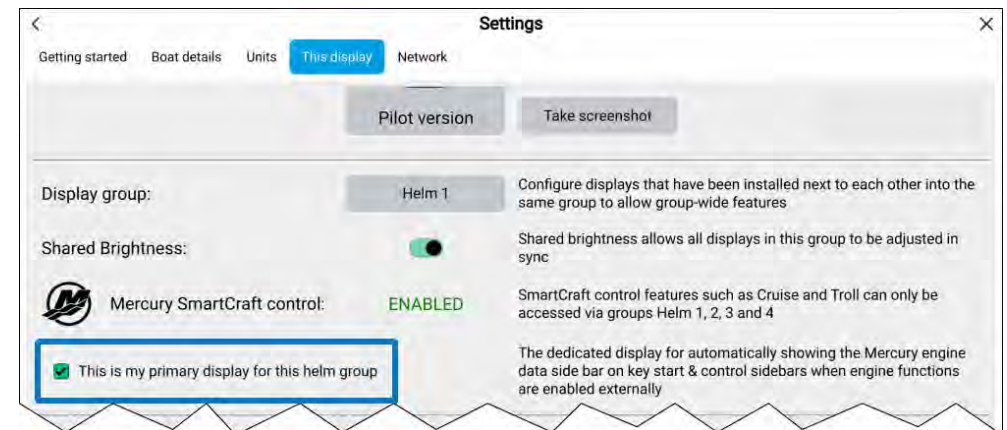 Settings
Getting started Boat details Units This display Network
Pilot version Take screenshot
Display group: Helm 1 Configure displays that have been installed next to each other into the
same group to allow group-wide features
Shared Brightness: Shared brightness allows all displays in this group to be adjusted in
sync
Mercury SmartCraft control: ENABLED SmartCraft control features such as Cruise and Troll can only be
accessed via groups Helm 1, 2, 3 and 4
This is my primary display for this helm group The dedicated display for automatically showing the Mercury engine
data side bar on key start & control sidebars when engine functions
are enabled externally